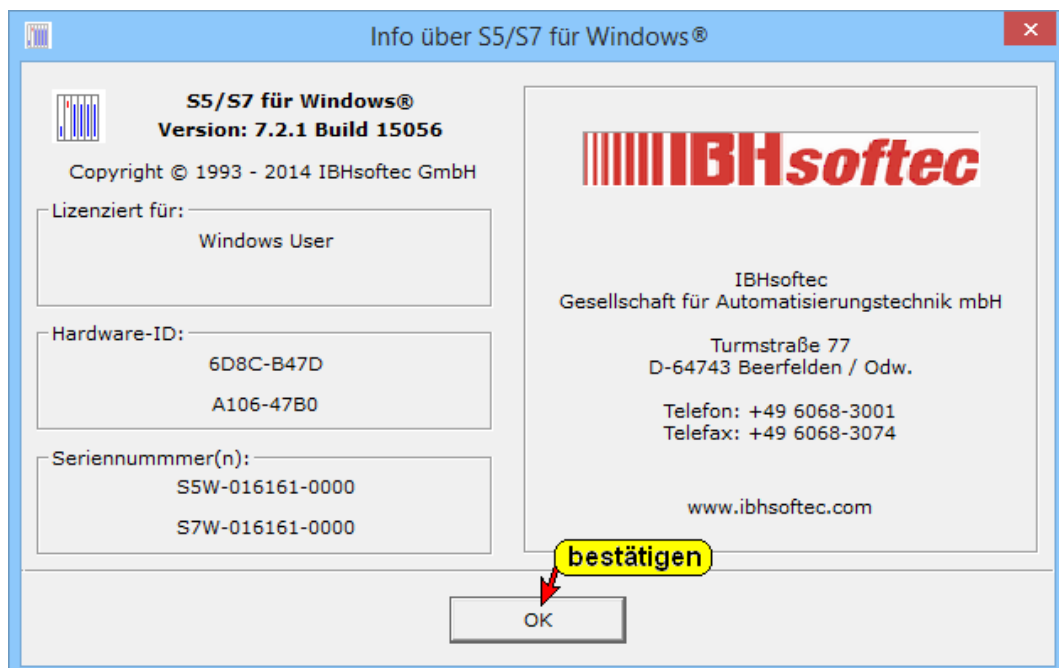 Info über S5/S7 für Windows®
S5/S7 für Windows®
Version: 7.2.1 Build 15056
Copyright © 1993 - 2014 IBHsoftec GmbH
Lizenziert für:
Windows User
Hardware-ID:
6D8C-B47D
A106-47B0
Seriennummmer(n):
S5W-016161-0000
S7W-016161-0000
IBHsoftec
IBHsoftec
Gesellschaft für Automatisierungstechnik mbH
Turmstraße 77
D-64743 Beerfelden / Odw.
Telefon: +49 6068-3001
Telefax: +49 6068-3074
www.ibhsoftec.com
bestätigen
OK